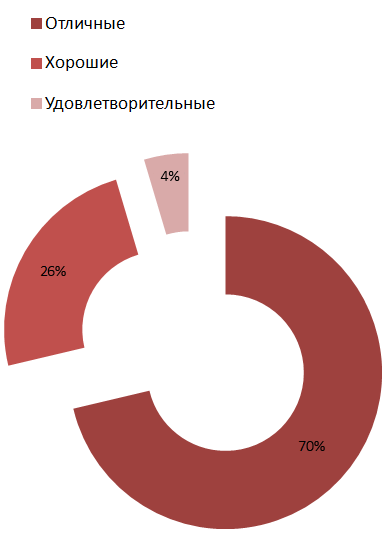 Отличные
Хорошие
Удовлетворительные
4%
26%
70%